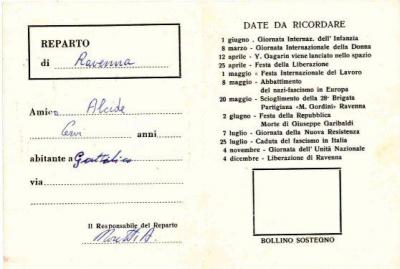 REPARTO
di Ravenna
Amico Alcide
Cervi anni
abitante a Gattatico
via
Il Responsabile del Reparto
DATE DA RICORDARE
1 giugno . Giornata Internaz. dell' Infanzia
8 marzo - Giornata Internazionale della Donna
12 aprile - Y. Gagarin viene lanciato nello spazio
25 aprile - Festa della Liberazione
1 maggio - Festa Internazionale del Lavoro
8 maggio - Abbattimento
del nazi-fascismo in Europa
20 maggio - Scioglimento della 28ª Brigata
Partigiana «M. Gordini» Ravenna
2 giugno - Festa della Repubblica
Morte di Giuseppe Garibaldi
7 luglio - Giornata della Nuova Resistenza
25 luglio - Caduta del fascismo in Italia
4 novembre - Giornata dell' Unità Nazionale
4 dicembre - Liberazione di Ravenna
BOLLINO SOSTEGNO